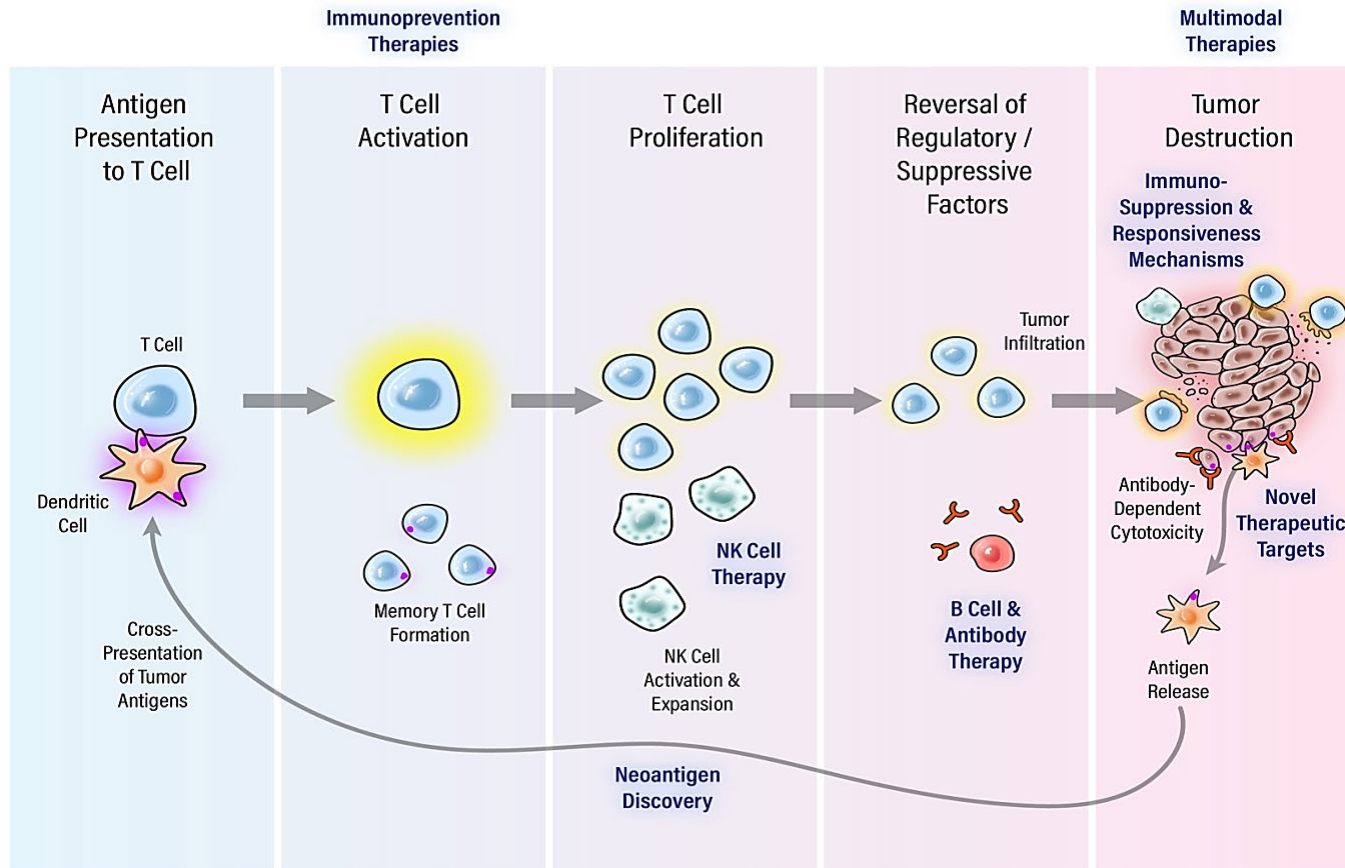 Immunoprevention
Therapies
Multimodal
Therapies
Antigen
Presentation
to T Cell
T Cell
Activation
T Cell
Proliferation
Reversal of
Regulatory /
Suppressive
Factors
Tumor
Destruction
Immuno-
Suppression &
Responsiveness
Mechanisms
T Cell
Dendritic
Cell
Cross-
Presentation
of Tumor
Antigens
Memory T Cell
Formation
NK Cell
Therapy
NK Cell
Activation &
Expansion
Tumor
Infiltration
B Cell &
Antibody
Therapy
Antibody-
Dependent
Cytotoxicity
Novel
Therapeutic
Targets
Antigen
Release
Neoantigen
Discovery